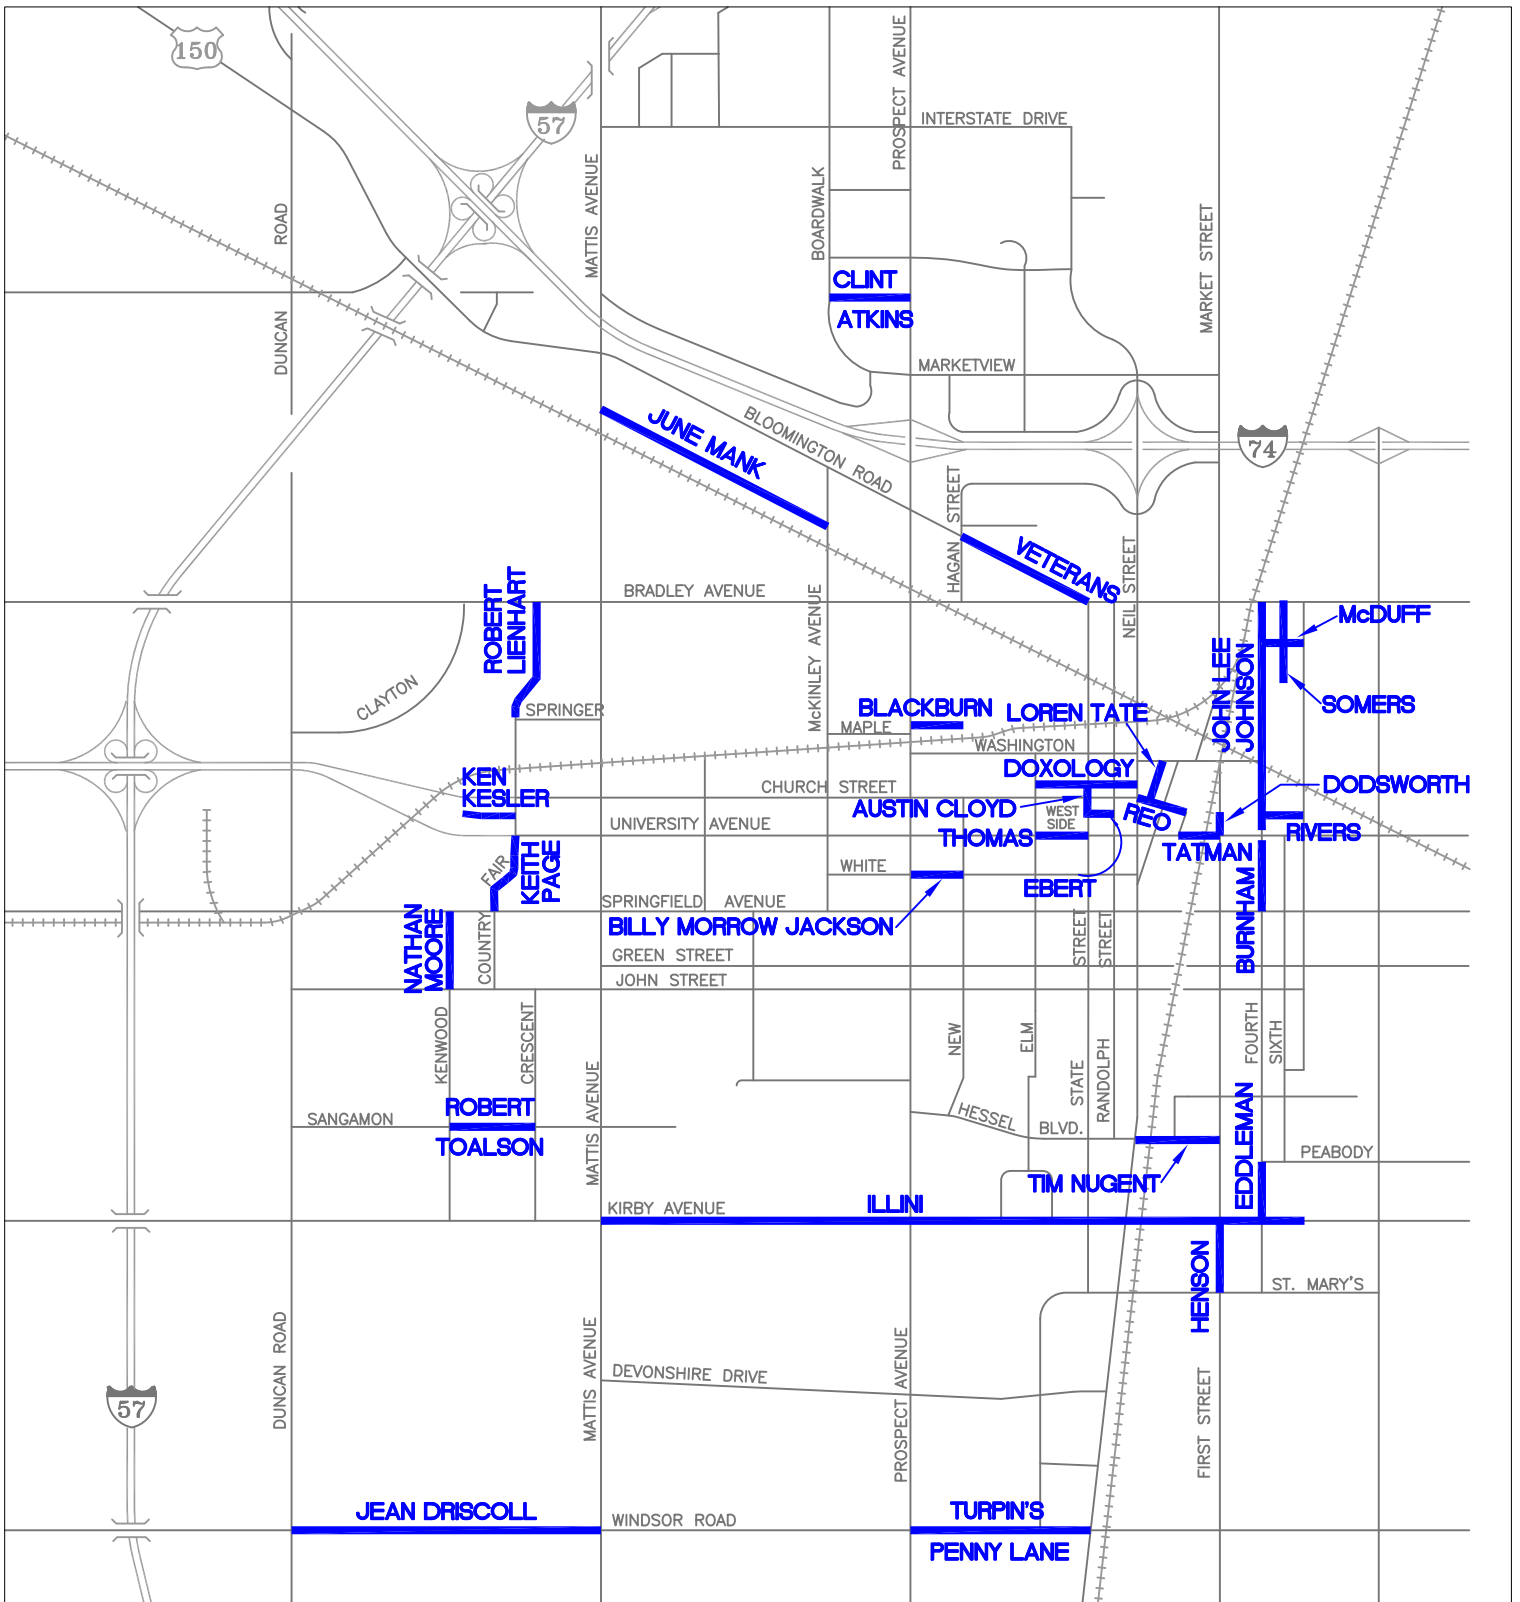 150
57
PROSPECT AVENUE
INTERSTATE DRIVE
MATTIS AVENUE
BOARDWALK
DUNCAN ROAD
MARKET STREET
CLINT
ATKINS
MARKETVIEW
JUNE MANK
BLOOMINGTON ROAD
74
HAGAN STREET
VETERANS
NEIL STREET
BRADLEY AVENUE
ROBERT
LIENHART
McKINLEY AVENUE
McDUFF
JOHN LEE
JOHNSON
SOMERS
CLAYTON
SPRINGER
BLACKBURN
LOREN TATE
MAPLE
WASHINGTON
DOXOLOGY
KEN
KESLER
CHURCH STREET
DODSWORTH
AUSTIN CLOYD
WEST
SIDE
REO
UNIVERSITY AVENUE
THOMAS
RIVERS
TATMAN
FAIR
KEITH
PAGE
WHITE
EBERT
SPRINGFIELD AVENUE
BILLY MORROW JACKSON
BURNHAM
NATHAN
MOORE
COUNTRY
STREET
STREET
GREEN STREET
JOHN STREET
KENWOOD
CRESCENT
NEW
ELM
STATE
RANDOLPH
FOURTH
SIXTH
MATTIS AVENUE
ROBERT
TOALSON
SANGAMON
HESSEL BLVD.
EDDLEMAN
PEABODY
TIM NUGENT
KIRBY AVENUE
ILLINI
HENSON
ST. MARY'S
DUNCAN ROAD
MATTIS AVENUE
PROSPECT AVENUE
FIRST STREET
DEVONSHIRE DRIVE
57
JEAN DRISCOLL
WINDSOR ROAD
TURPIN'S
PENNY LANE